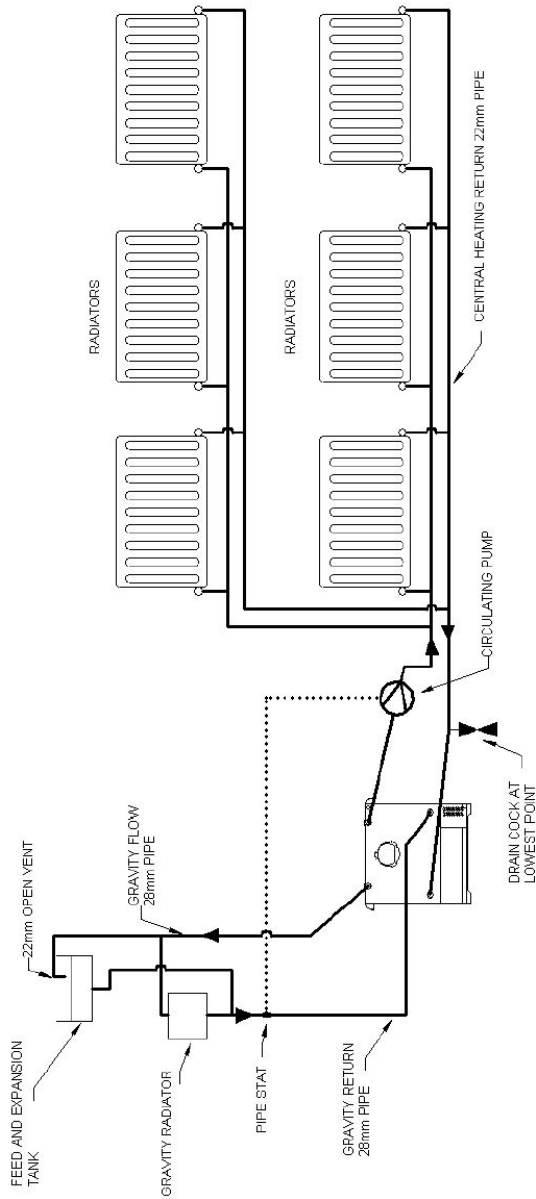 FEED AND EXPANSION
TANK
22mm OPEN VENT
GRAVITY FLOW
28mm PIPE
GRAVITY RADIATOR
PIPE STAT
GRAVITY RETURN
28mm PIPE
DRAIN COCK AT
LOWEST POINT
CIRCULATING PUMP
RADIATORS
RADIATORS
CENTRAL HEATING RETURN 22mm PIPE